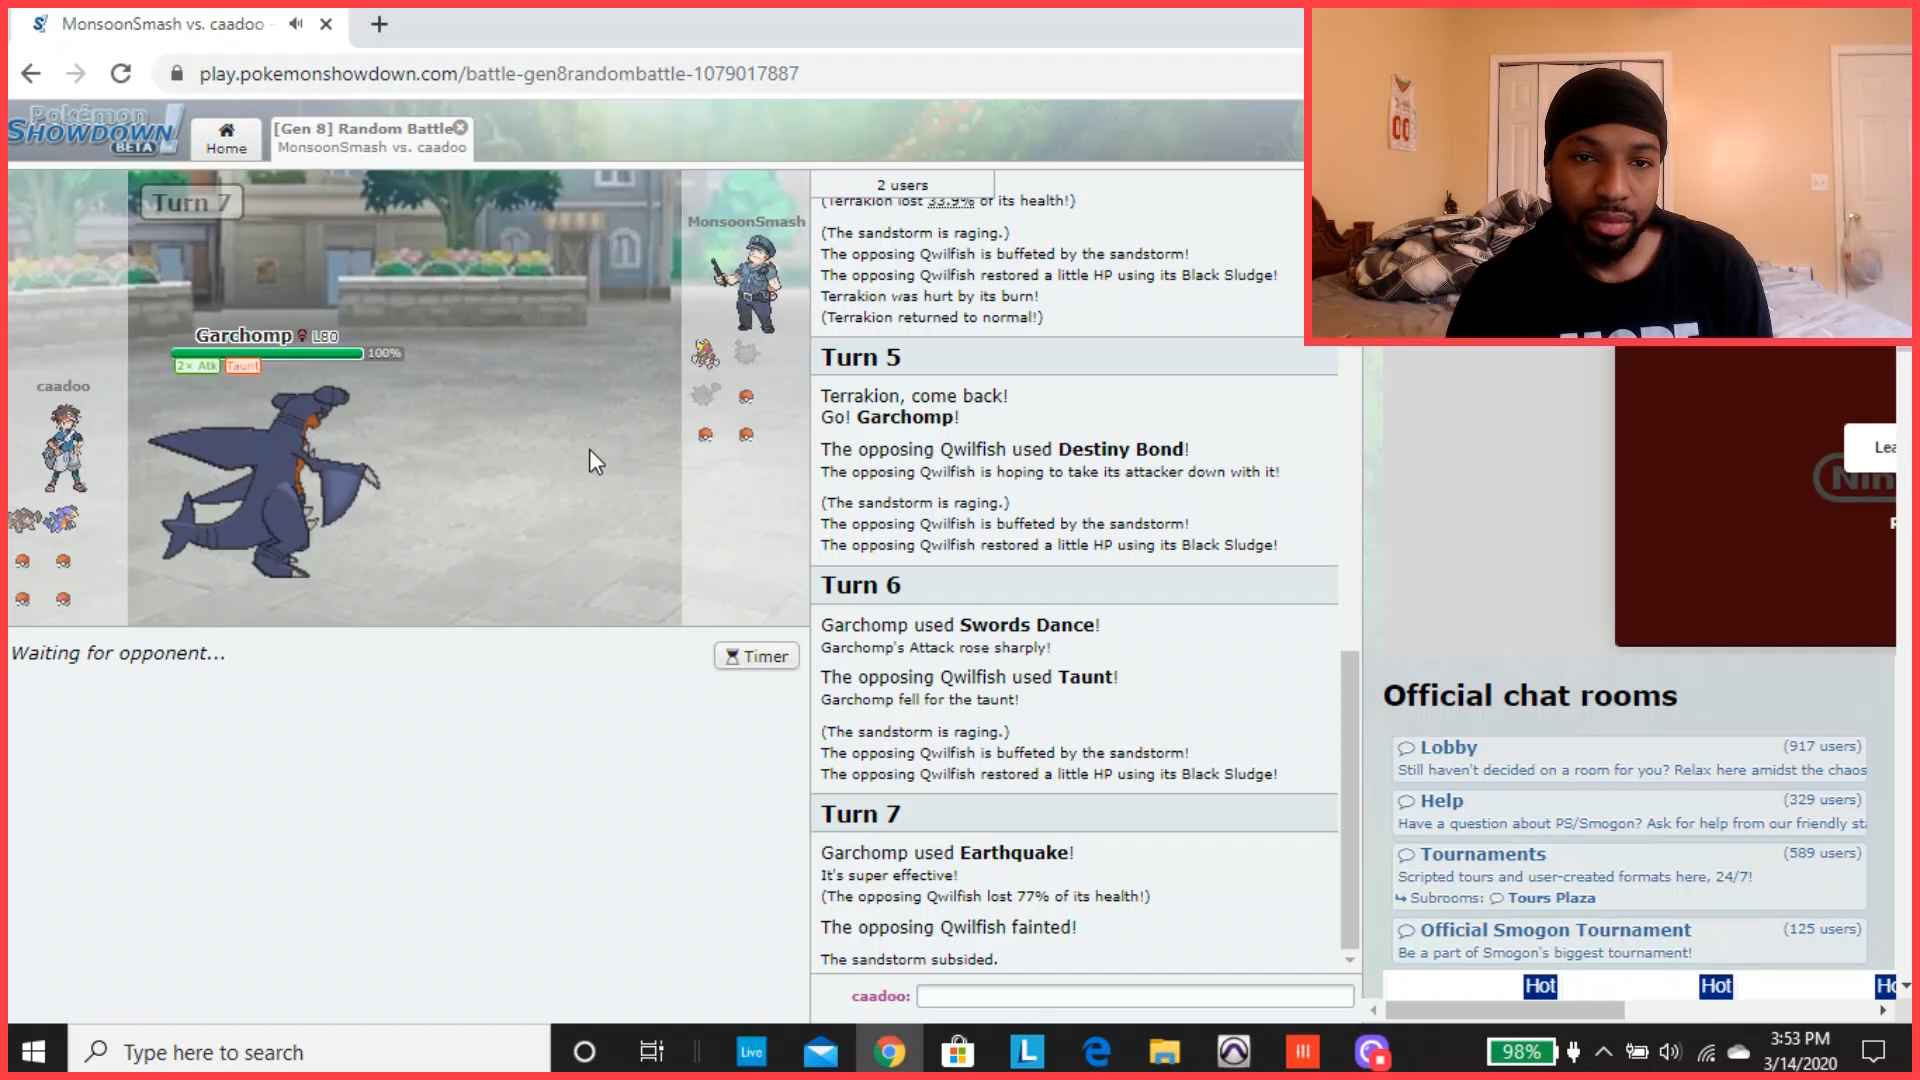 MonsoonSmash vs. caadoo -
play.pokemonshowdown.com/battle-gen8randombattle-1079017887
Pokémon
SHOWDOWN!
BETA
Home
[Gen 8] Random Battle
MonsoonSmash vs. caadoo
Turn 7
MonsoonSmash
Garchomp L80
100%
2× Atk Taunt
caadoo
Waiting for opponent...
Timer
2 users
(Terrakion lost 33.9% of its health!)
(The sandstorm is raging.)
The opposing Qwilfish is buffeted by the sandstorm!
The opposing Qwilfish restored a little HP using its Black Sludge!
Terrakion was hurt by its burn!
(Terrakion returned to normal!)
Turn 5
Terrakion, come back!
Go! Garchomp!
The opposing Qwilfish used Destiny Bond!
The opposing Qwilfish is hoping to take its attacker down with it!
(The sandstorm is raging.)
The opposing Qwilfish is buffeted by the sandstorm!
The opposing Qwilfish restored a little HP using its Black Sludge!
Turn 6
Garchomp used Swords Dance!
Garchomp's Attack rose sharply!
The opposing Qwilfish used Taunt!
Garchomp fell for the taunt!
(The sandstorm is raging.)
The opposing Qwilfish is buffeted by the sandstorm!
The opposing Qwilfish restored a little HP using its Black Sludge!
Turn 7
Garchomp used Earthquake!
It's super effective!
(The opposing Qwilfish lost 77% of its health!)
The opposing Qwilfish fainted!
The sandstorm subsided.
caadoo:
00
Lea
Nin
Official chat rooms
Lobby (917 users)
Still haven't decided on a room for you? Relax here amidst the chaos
Help (329 users)
Have a question about PS/Smogon? Ask for help from our friendly st
Tournaments (589 users)
Scripted tours and user-created formats here, 24/7!
Subrooms: Tours Plaza
Official Smogon Tournament (125 users)
Be a part of Smogon's biggest tournament!
Hot
Hot
Type here to search
Live
98%
3:53 PM
3/14/2020